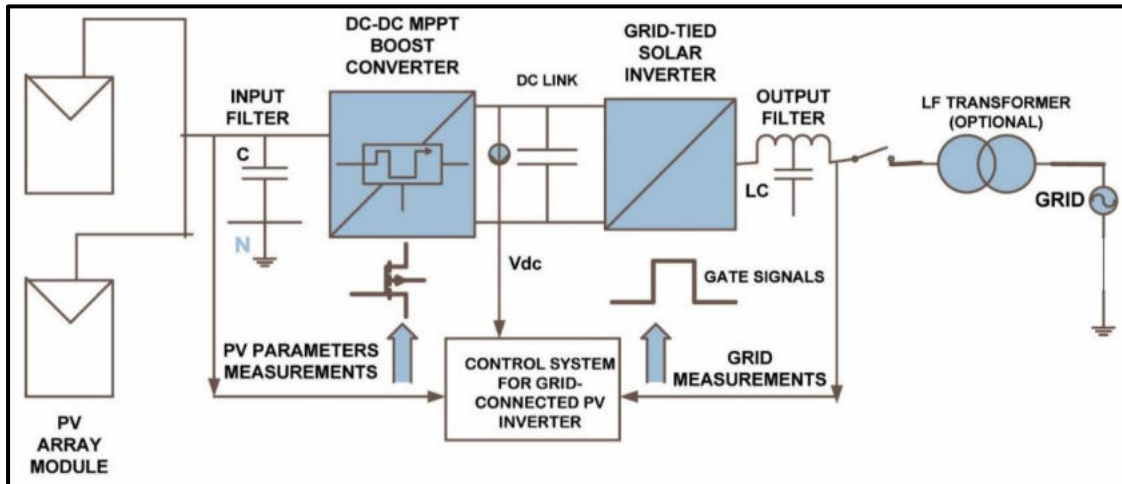 DC-DC MPPT
BOOST
CONVERTER
GRID-TIED
SOLAR
INVERTER
INPUT
FILTER
DC LINK
OUTPUT
FILTER
LF TRANSFORMER
(OPTIONAL)
C
LC
GRID
N
Vdc
GATE SIGNALS
PV PARAMETERS
MEASUREMENTS
CONTROL SYSTEM
FOR GRID-
CONNECTED PV
INVERTER
GRID
MEASUREMENTS
PV
ARRAY
MODULE